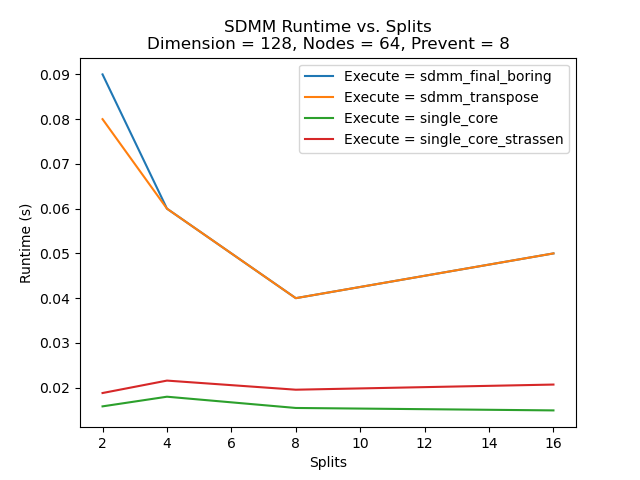 SDMM Runtime vs. Splits
Dimension = 128, Nodes = 64, Prevent = 8
Execute = sdmm_final_boring
Execute = sdmm_transpose
Execute = single_core
Execute = single_core_strassen
Runtime (s)
0.09
0.08
0.07
0.06
0.05
0.04
0.03
0.02
2 4 6 8 10 12 14 16
Splits